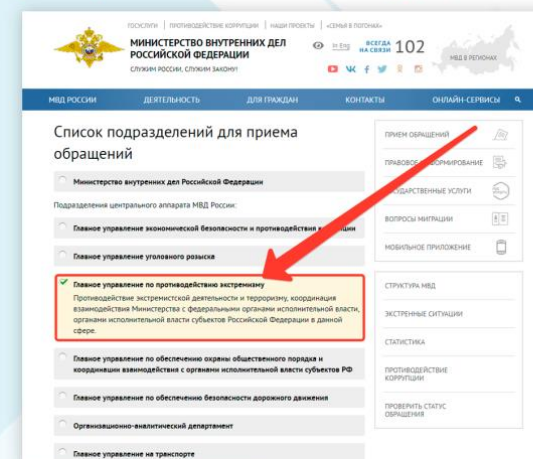 ГОСУСЛУГИ | ПРОТИВОДЕЙСТВИЕ КОРРУПЦИИ | НАШИ ПРОЕКТЫ | «СЕМЬЯ В ПОГОНАХ»
МИНИСТЕРСТВО ВНУТРЕННИХ ДЕЛ
РОССИЙСКОЙ ФЕДЕРАЦИИ
СЛУЖИМ РОССИИ, СЛУЖИМ ЗАКОНУ!
In Eng
ВСЕГДА
НА СВЯЗИ
102
МВД В РЕГИОНАХ
МВД РОССИИ ДЕЯТЕЛЬНОСТЬ ДЛЯ ГРАЖДАН КОНТАКТЫ ОНЛАЙН-СЕРВИСЫ
Список подразделений для приема
обращений
Министерство внутренних дел Российской Федерации
Подразделения центрального аппарата МВД России:
Главное управление экономической безопасности и противодействия
Главное управление уголовного розыска
Главное управление по противодействию экстремизму
Противодействие экстремистской деятельности и терроризму, координация
взаимодействия Министерства с федеральными органами исполнительной власти,
органами исполнительной власти субъектов Российской Федерации в данной
сфере.
Главное управление по обеспечению охраны общественного порядка и
координации взаимодействия с органами исполнительной власти субъектов РФ
Главное управление по обеспечению безопасности дорожного движения
Организационно-аналитический департамент
Главное управление на транспорте
ПРИЕМ ОБРАЩЕНИЙ
ПРАВОВОЕ
УСЛУГИ
ВОПРОСЫ МИГРАЦИИ
МОБИЛЬНОЕ ПРИЛОЖЕНИЕ
СТРУКТУРА МВД
ЭКСТРЕННЫЕ СИТУАЦИИ
СТАТИСТИКА
ПРОТИВОДЕЙСТВИЕ
КОРРУПЦИИ
ПРОВЕРИТЬ СТАТУС
ОБРАЩЕНИЯ